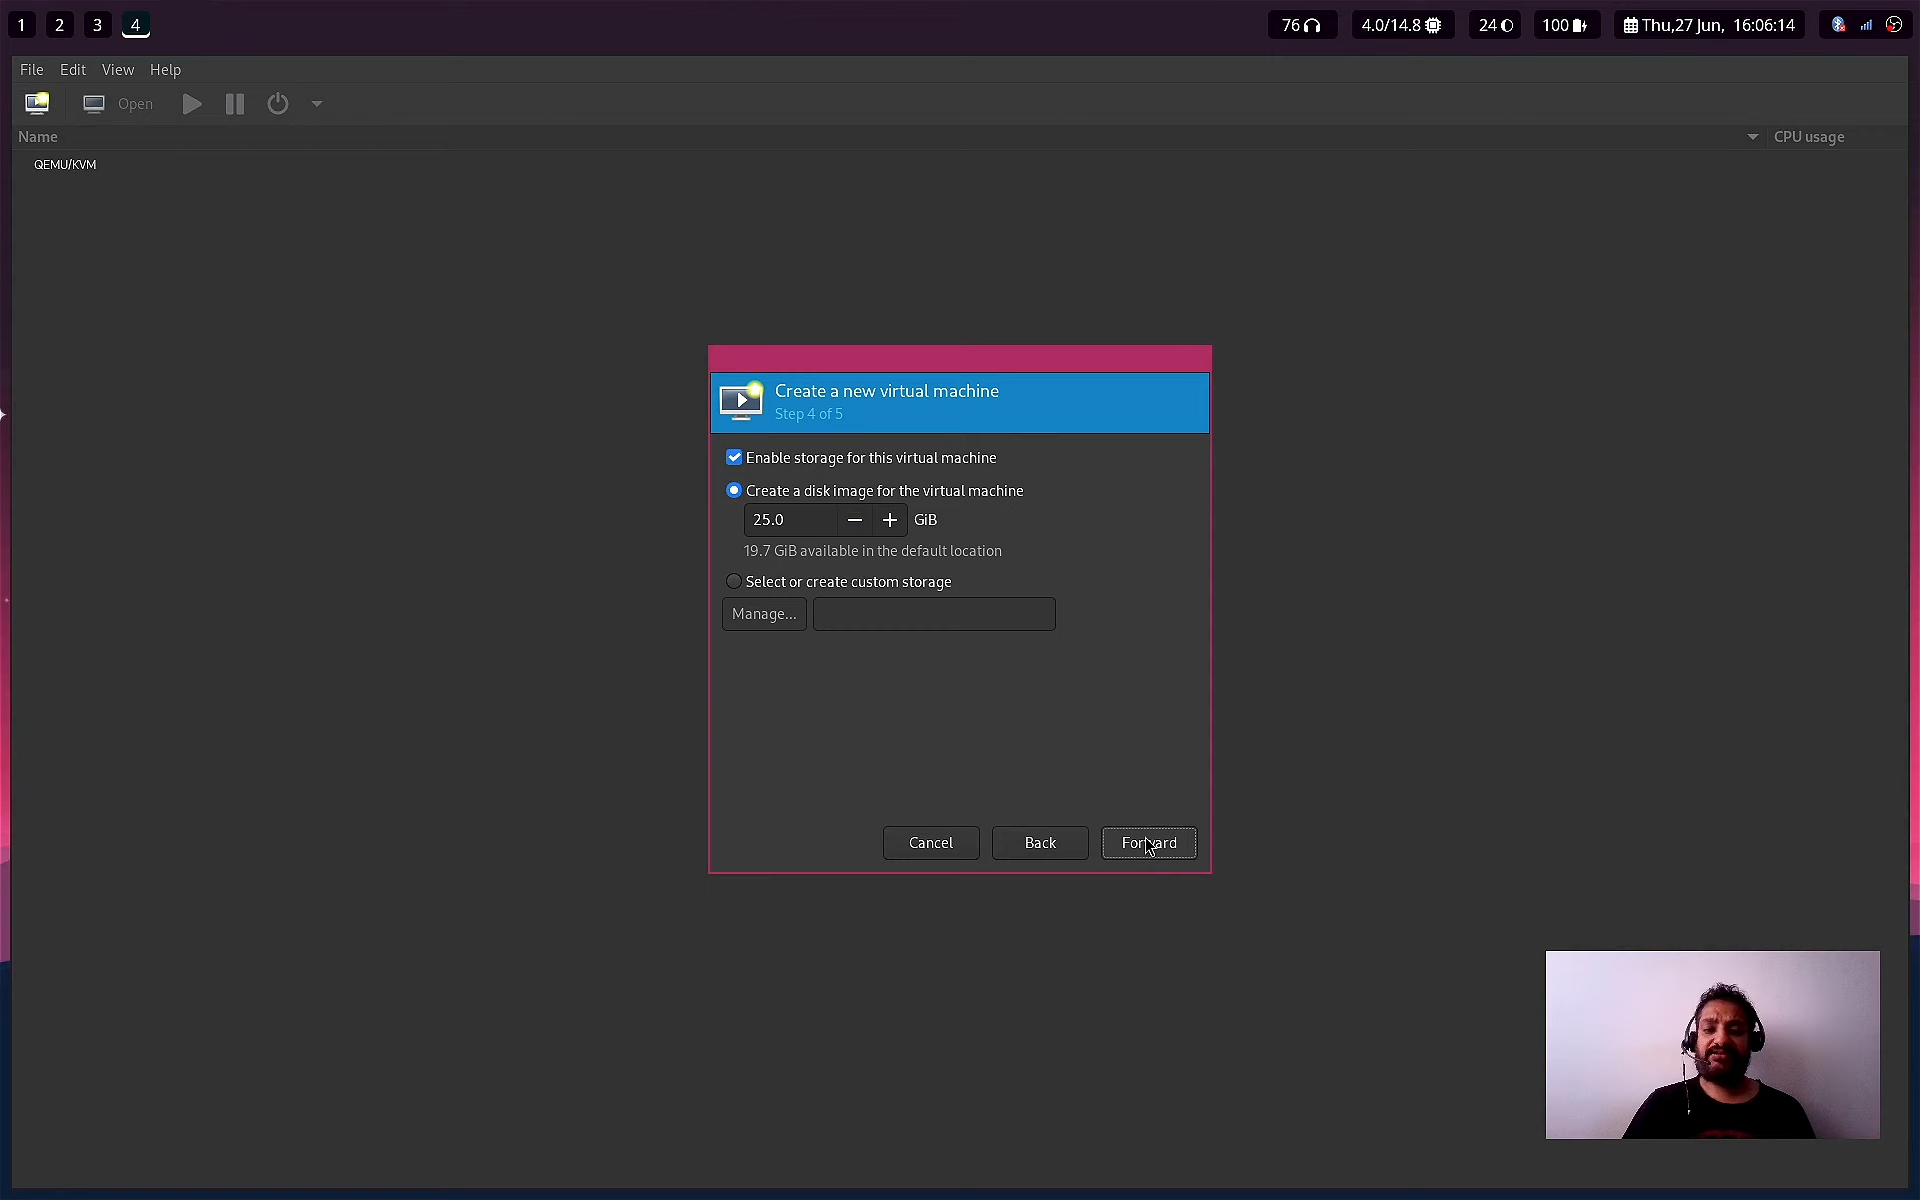 1 2 3 4 76 4.0/14.8 24 100 Thu,27 Jun, 16:06:14
File Edit View Help
Open
Name CPU usage
QEMU/KVM
Create a new virtual machine
Step 4 of 5
Enable storage for this virtual machine
Create a disk image for the virtual machine
25.0 GiB
19.7 GiB available in the default location
Select or create custom storage
Manage...
Cancel Back Forward